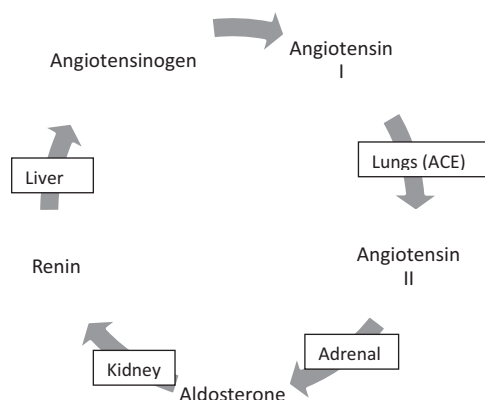 Angiotensinogen
Angiotensin
I
Liver
Lungs (ACE)
Renin
Angiotensin
II
Kidney
Adrenal
Aldosterone